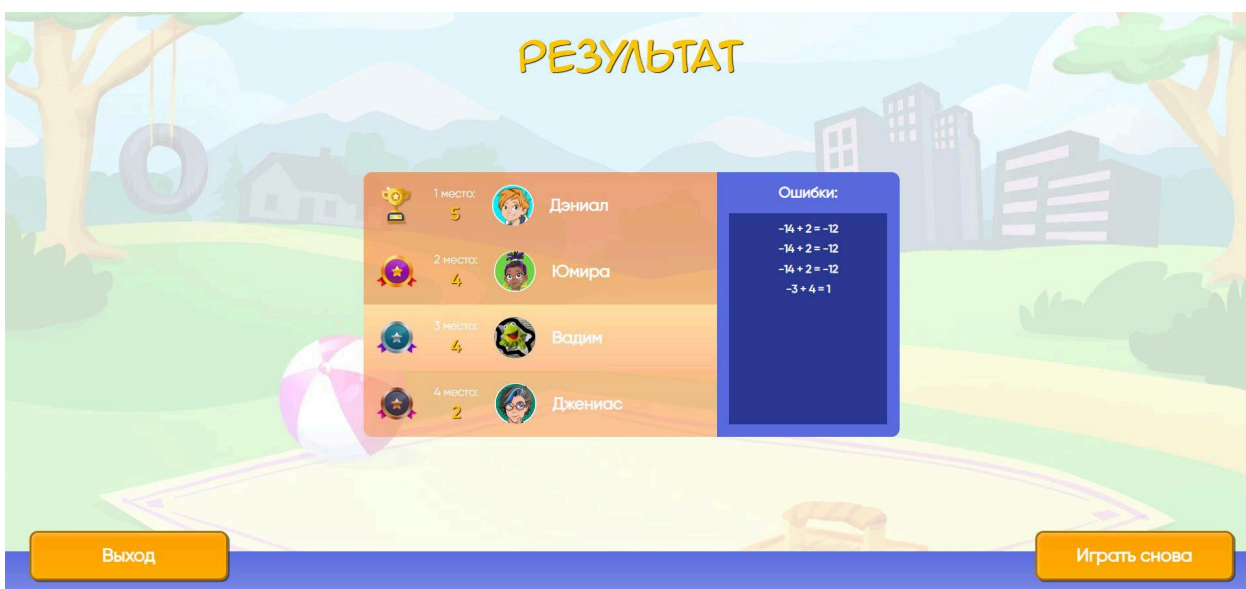 РЕЗУЛЬТАТ
1 место:
5
Дэниал
2 место:
4
Юмира
3 место:
4
Вадим
4 место:
2
Джениас
Ошибки:
-14 + 2 = -12
-14 + 2 = -12
-14 + 2 = -12
-3 + 4 = 1
Выход
Играть снова